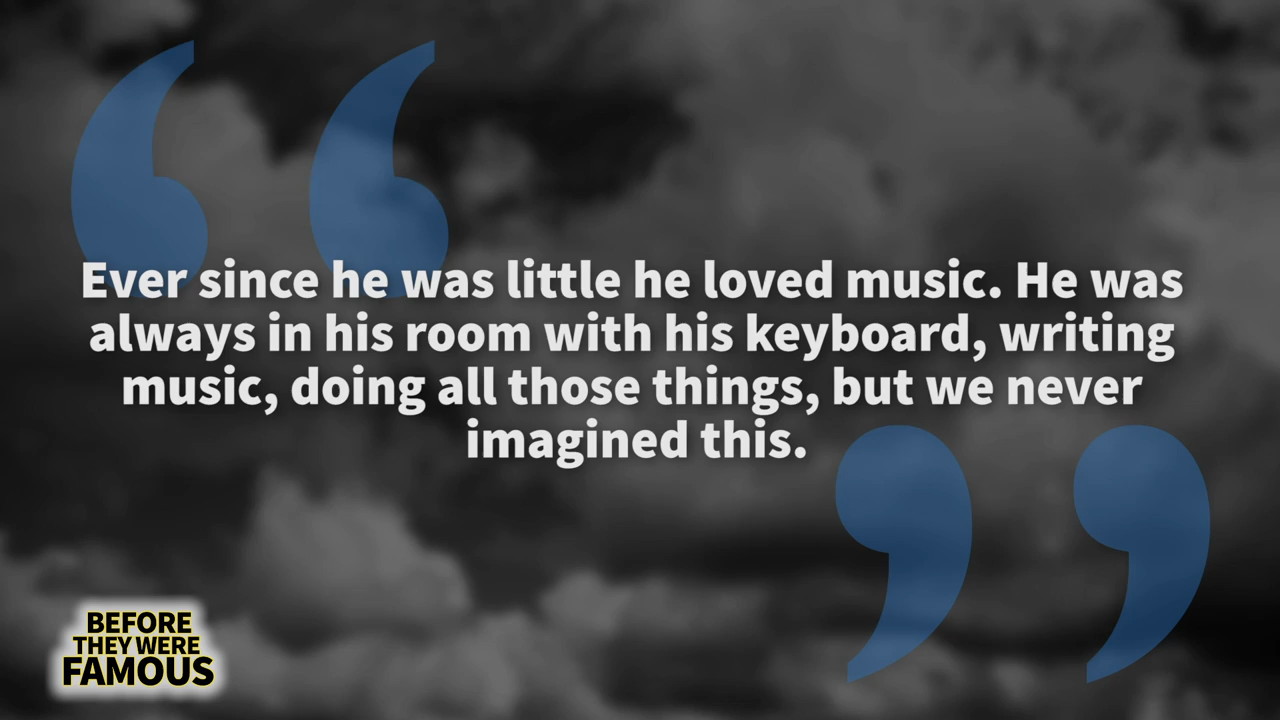 Ever since he was little he loved music. He was
always in his room with his keyboard, writing
music, doing all those things, but we never
imagined this.
BEFORE
THEY WERE
FAMOUS